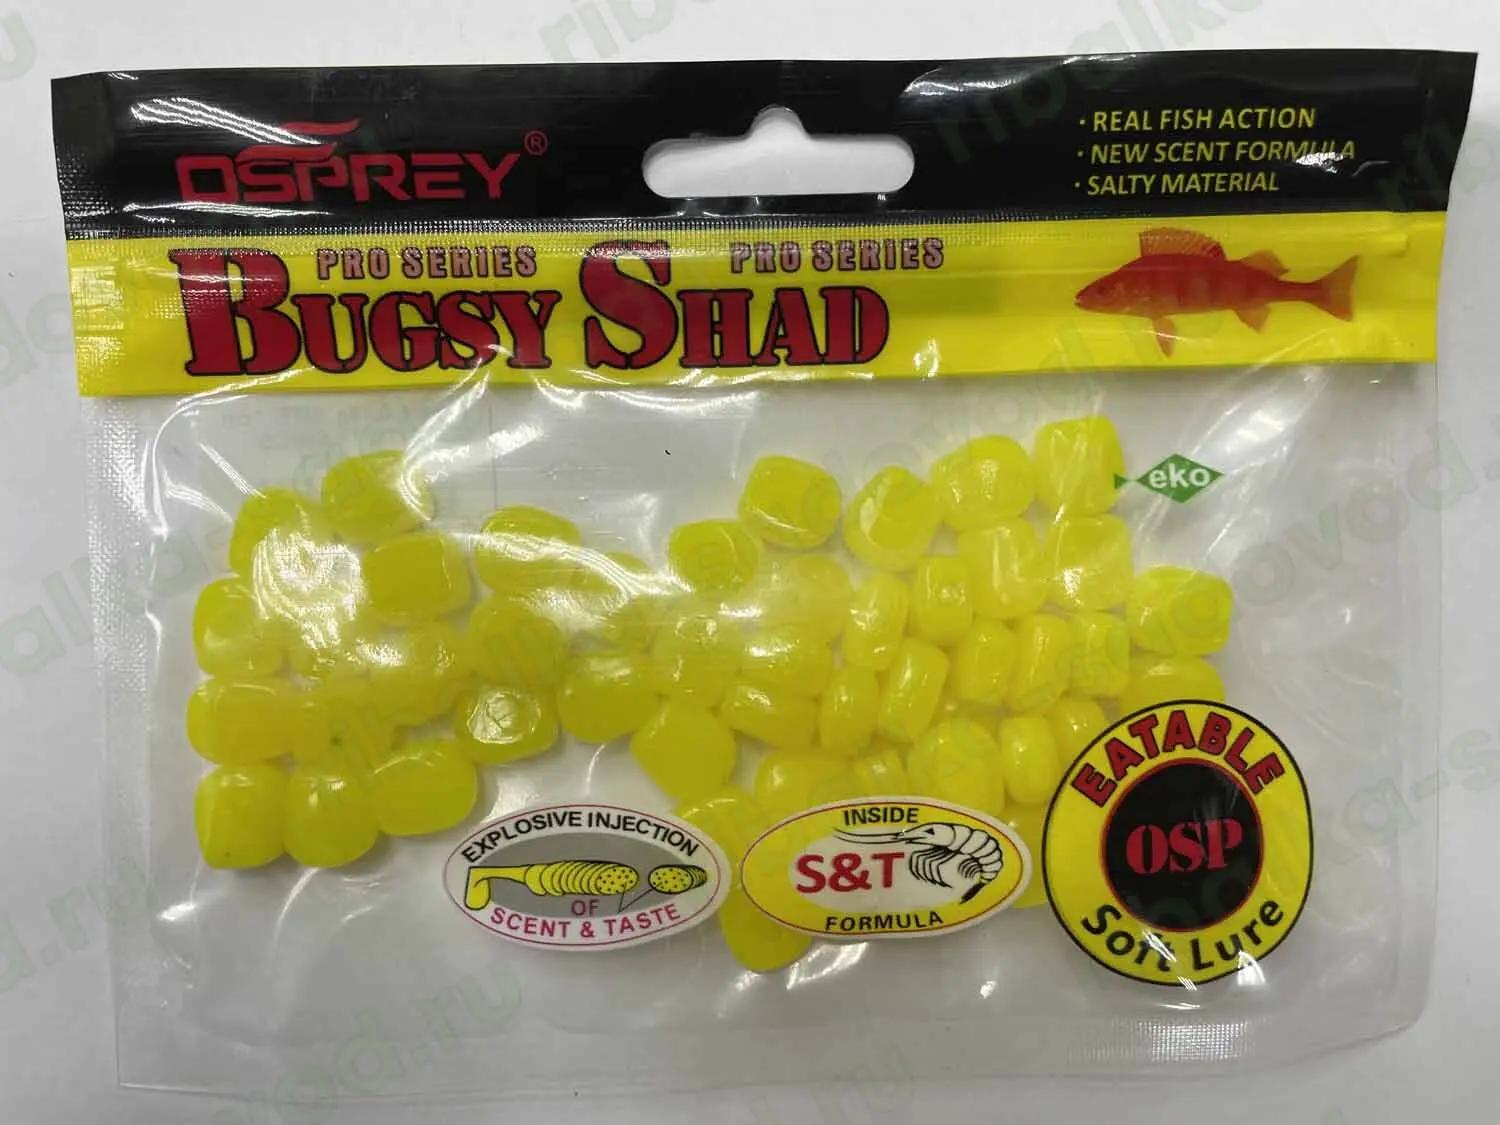 OSPREY®
· REAL FISH ACTION
· NEW SCENT FORMULA
· SALTY MATERIAL
PRO SERIES PRO SERIES
BUGSY SHAD
eko
EXPLOSIVE INJECTION
OF
SCENT & TASTE
INSIDE
S&T
FORMULA
EATABLE
OSP
Soft Lure